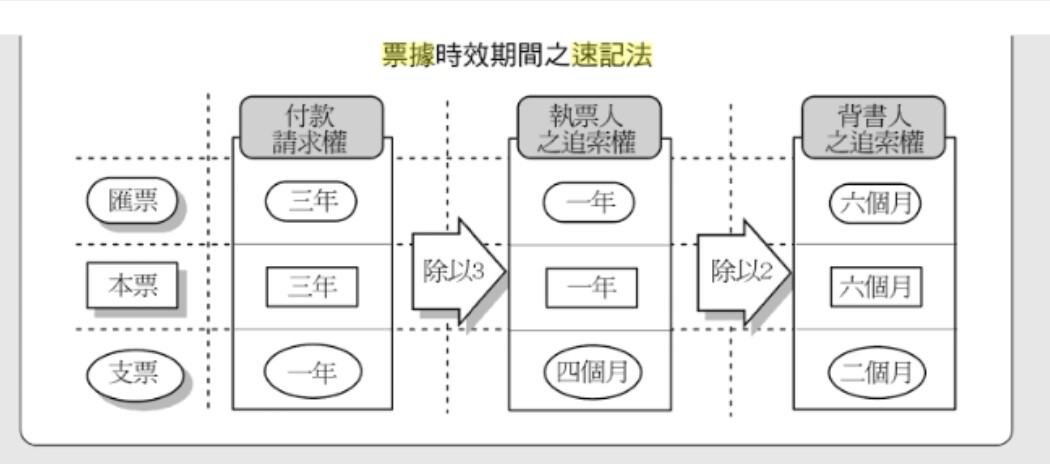 票據時效期間之速記法
付款
請求權
執票人
之追索權
背書人
之追索權
匯票
三年
一年
六個月
除以3
除以2
本票
三年
一年
六個月
支票
一年
四個月
二個月